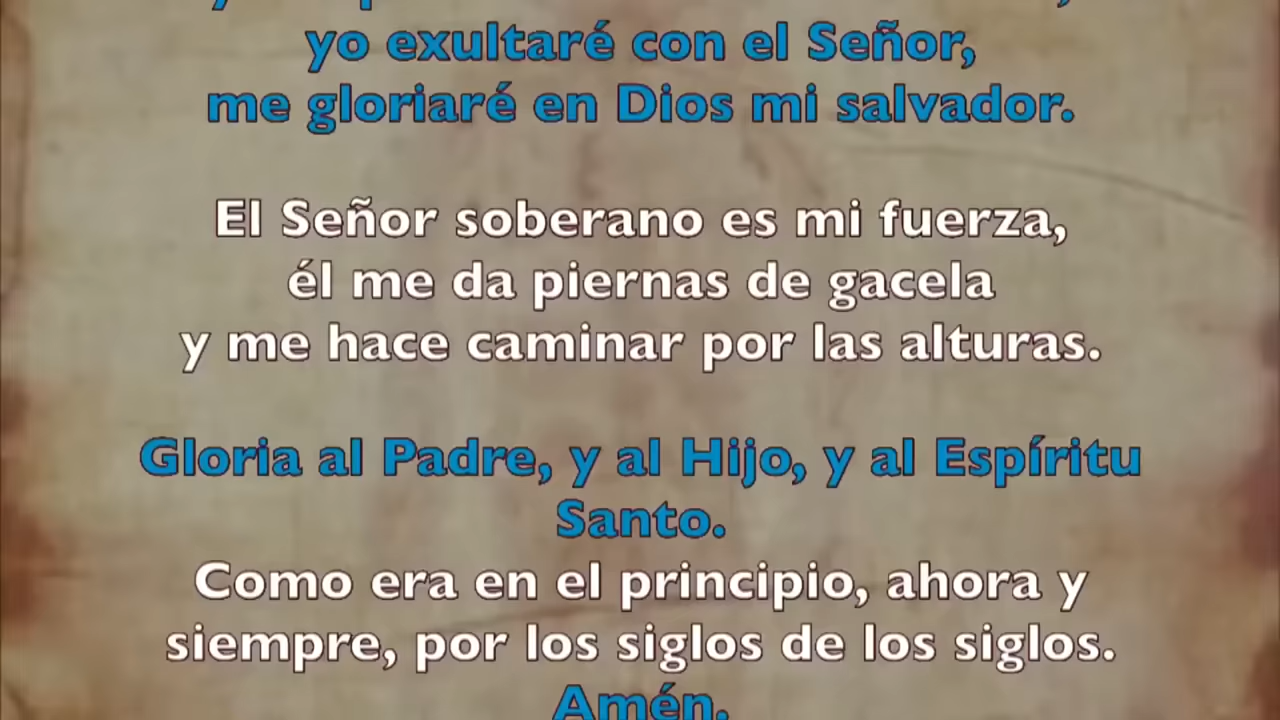 yo exultaré con el Señor,
me gloriaré en Dios mi salvador.
El Señor soberano es mi fuerza,
él me da piernas de gacela
y me hace caminar por las alturas.
Gloria al Padre, y al Hijo, y al Espíritu
Santo.
Como era en el principio, ahora y
siempre, por los siglos de los siglos.
Amén.